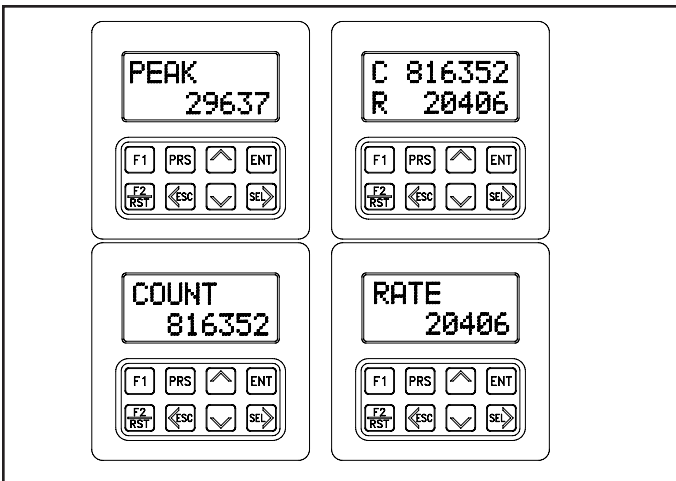 PEAK
29637
F1 PRS ENT
F2
RST ESC SEL
C 816352
R 20406
F1 PRS ENT
F2
RST ESC SEL
COUNT
816352
F1 PRS ENT
F2
RST ESC SEL
RATE
20406
F1 PRS ENT
F2
RST ESC SEL